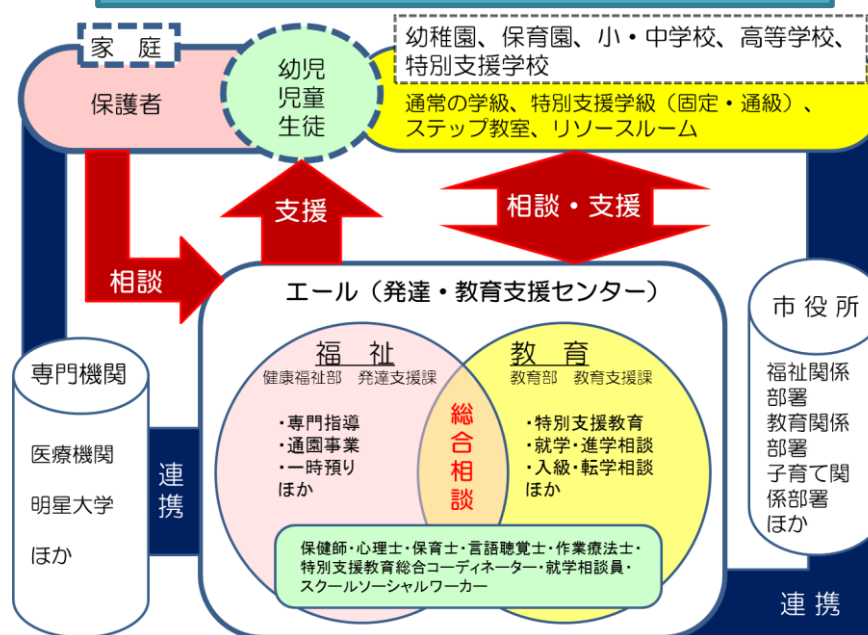 家 庭
保護者
幼児
児童
生徒
幼稚園、保育園、小・中学校、高等学校、
特別支援学校
通常の学級、特別支援学級（固定・通級）、
ステップ教室、リソースルーム
支援
相談・支援
相談
エール（発達・教育支援センター）
福 祉
健康福祉部 発達支援課
・専門指導
・通園事業
・一時預り
ほか
総合相談
教 育
教育部 教育支援課
・特別支援教育
・就学・進学相談
・入級・転学相談
ほか
保健師・心理士・保育士・言語聴覚士・作業療法士・
特別支援教育総合コーディネーター・就学相談員・
スクールソーシャルワーカー
専門機関
医療機関
明星大学
ほか
連携
市 役 所
福祉関係
部署
教育関係
部署
子育て関
係部署
ほか
連 携